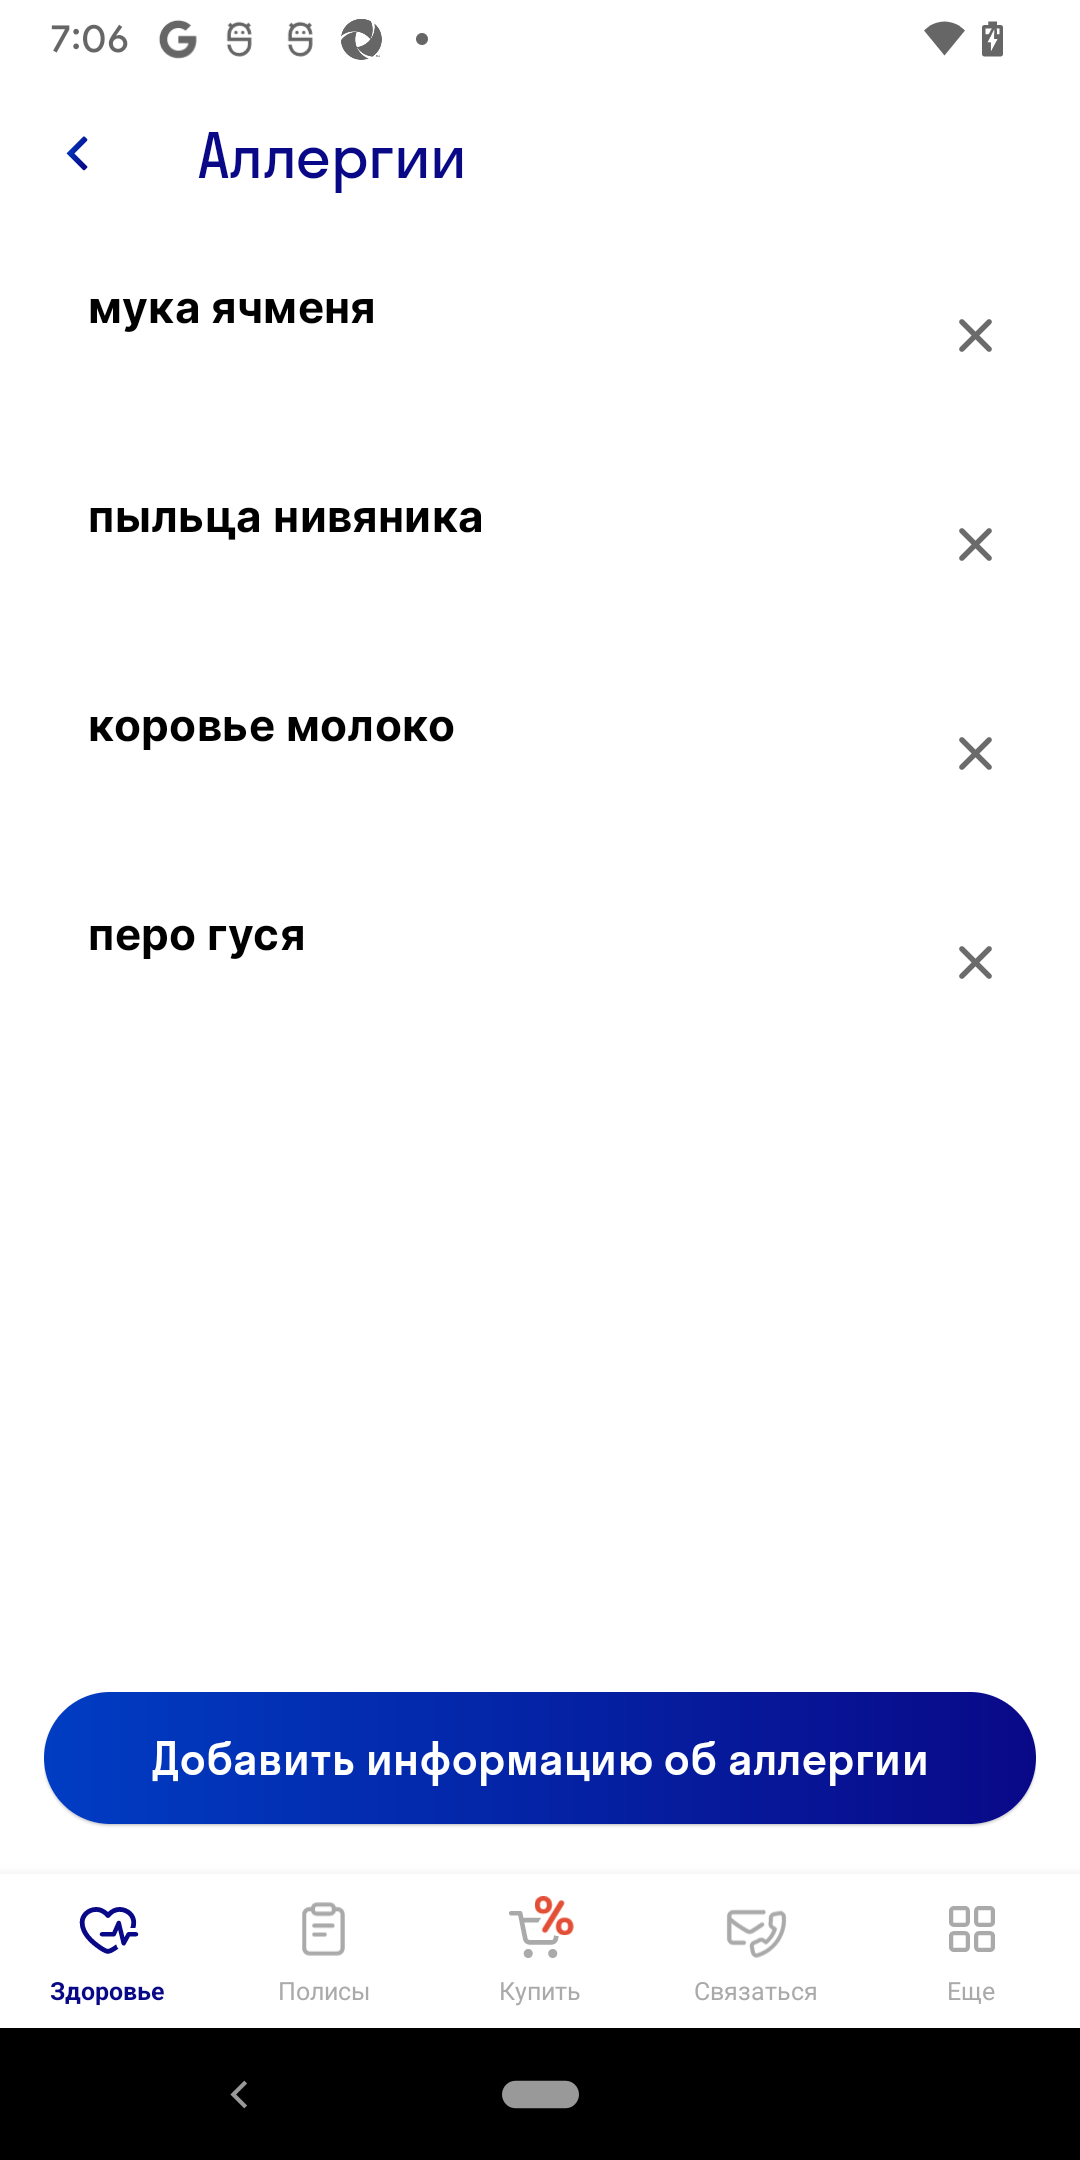 7:06
Аллергии
мука ячменя
пыльца нивяника
коровье молоко
перо гуся
Добавить информацию об аллергии
Здоровье
Полисы
Купить
Связаться
Еще